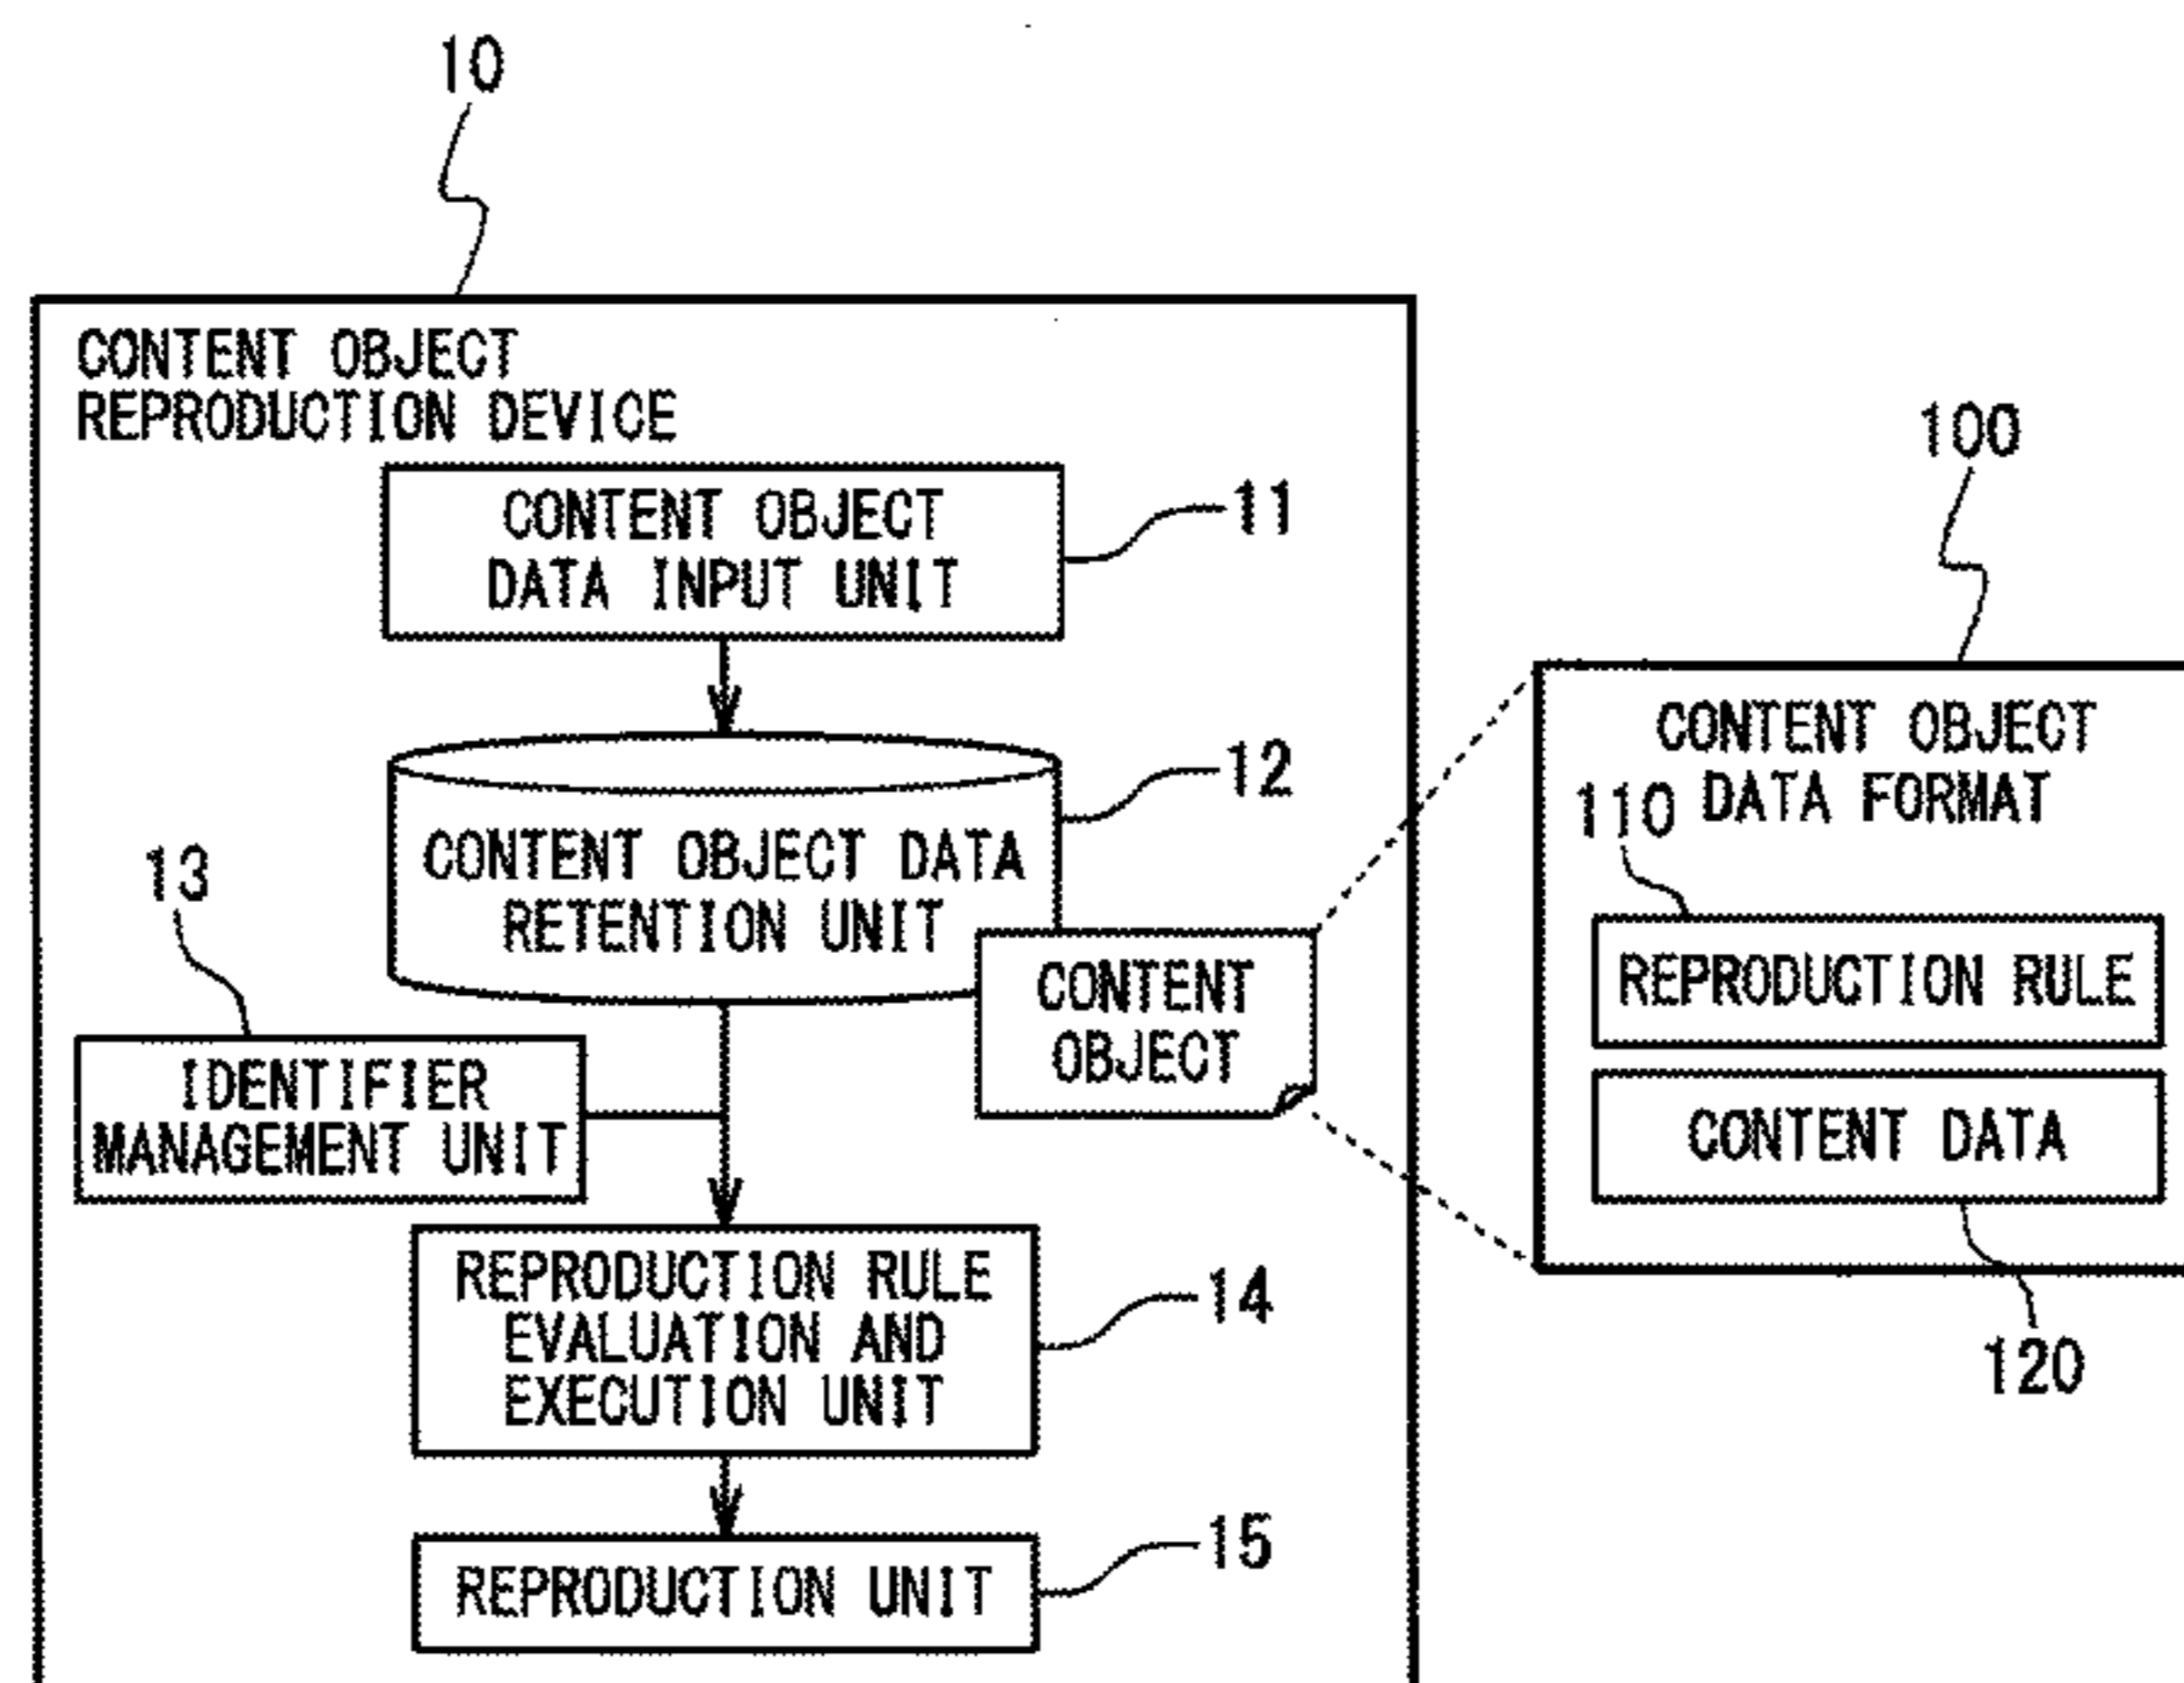 10
CONTENT OBJECT
REPRODUCTION DEVICE
CONTENT OBJECT
DATA INPUT UNIT
11
12
CONTENT OBJECT DATA
RETENTION UNIT
13
CONTENT
OBJECT
IDENTIFIER
MANAGEMENT UNIT
REPRODUCTION RULE
EVALUATION AND
EXECUTION UNIT
14
REPRODUCTION UNIT
15
100
CONTENT OBJECT
DATA FORMAT
110
REPRODUCTION RULE
CONTENT DATA
120